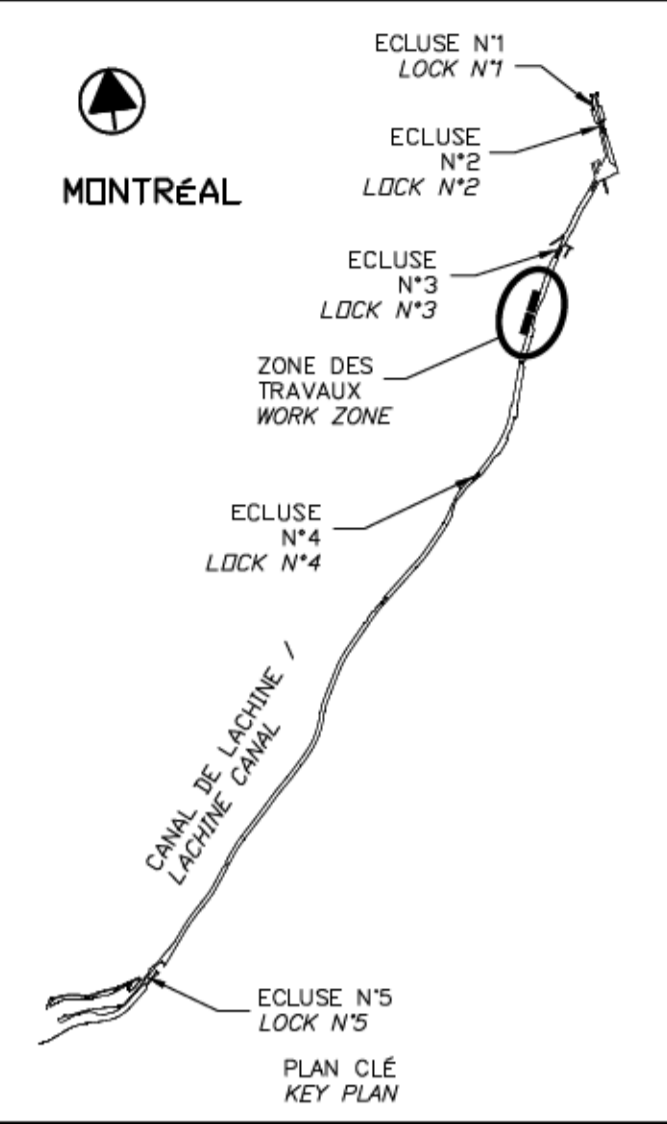 ECLUSE N°1
LOCK N°1
MONTRÉAL
ECLUSE
N°2
LOCK N°2
ECLUSE
N°3
LOCK N°3
ZONE DES
TRAVAUX
WORK ZONE
ECLUSE
N°4
LOCK N°4
CANAL DE LACHINE /
LACHINE CANAL
ECLUSE N°5
LOCK N°5
PLAN CLÉ
KEY PLAN